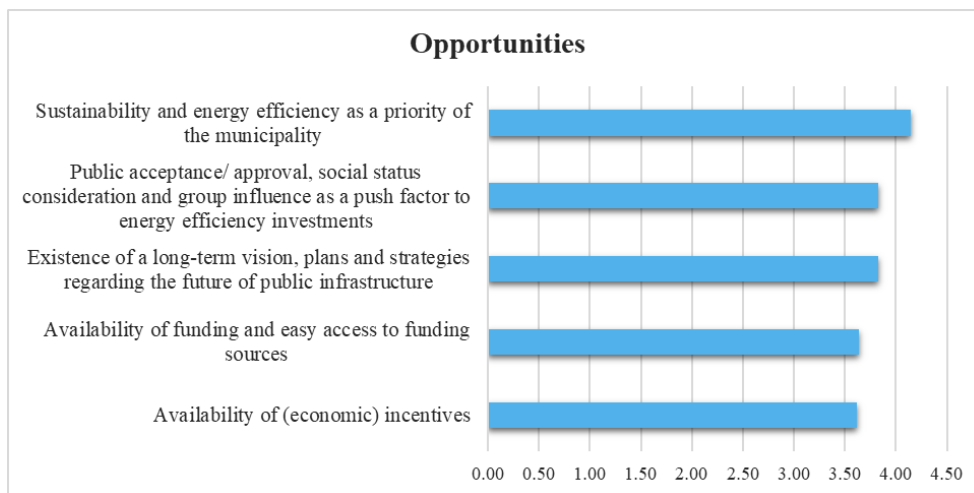 Opportunities
Sustainability and energy efficiency as a priority of
the municipality
Public acceptance/ approval, social status
consideration and group influence as a push factor to
energy efficiency investments
Existence of a long-term vision, plans and strategies
regarding the future of public infrastructure
Availability of funding and easy access to funding
sources
Availability of (economic) incentives
0.00 0.50 1.00 1.50 2.00 2.50 3.00 3.50 4.00 4.50